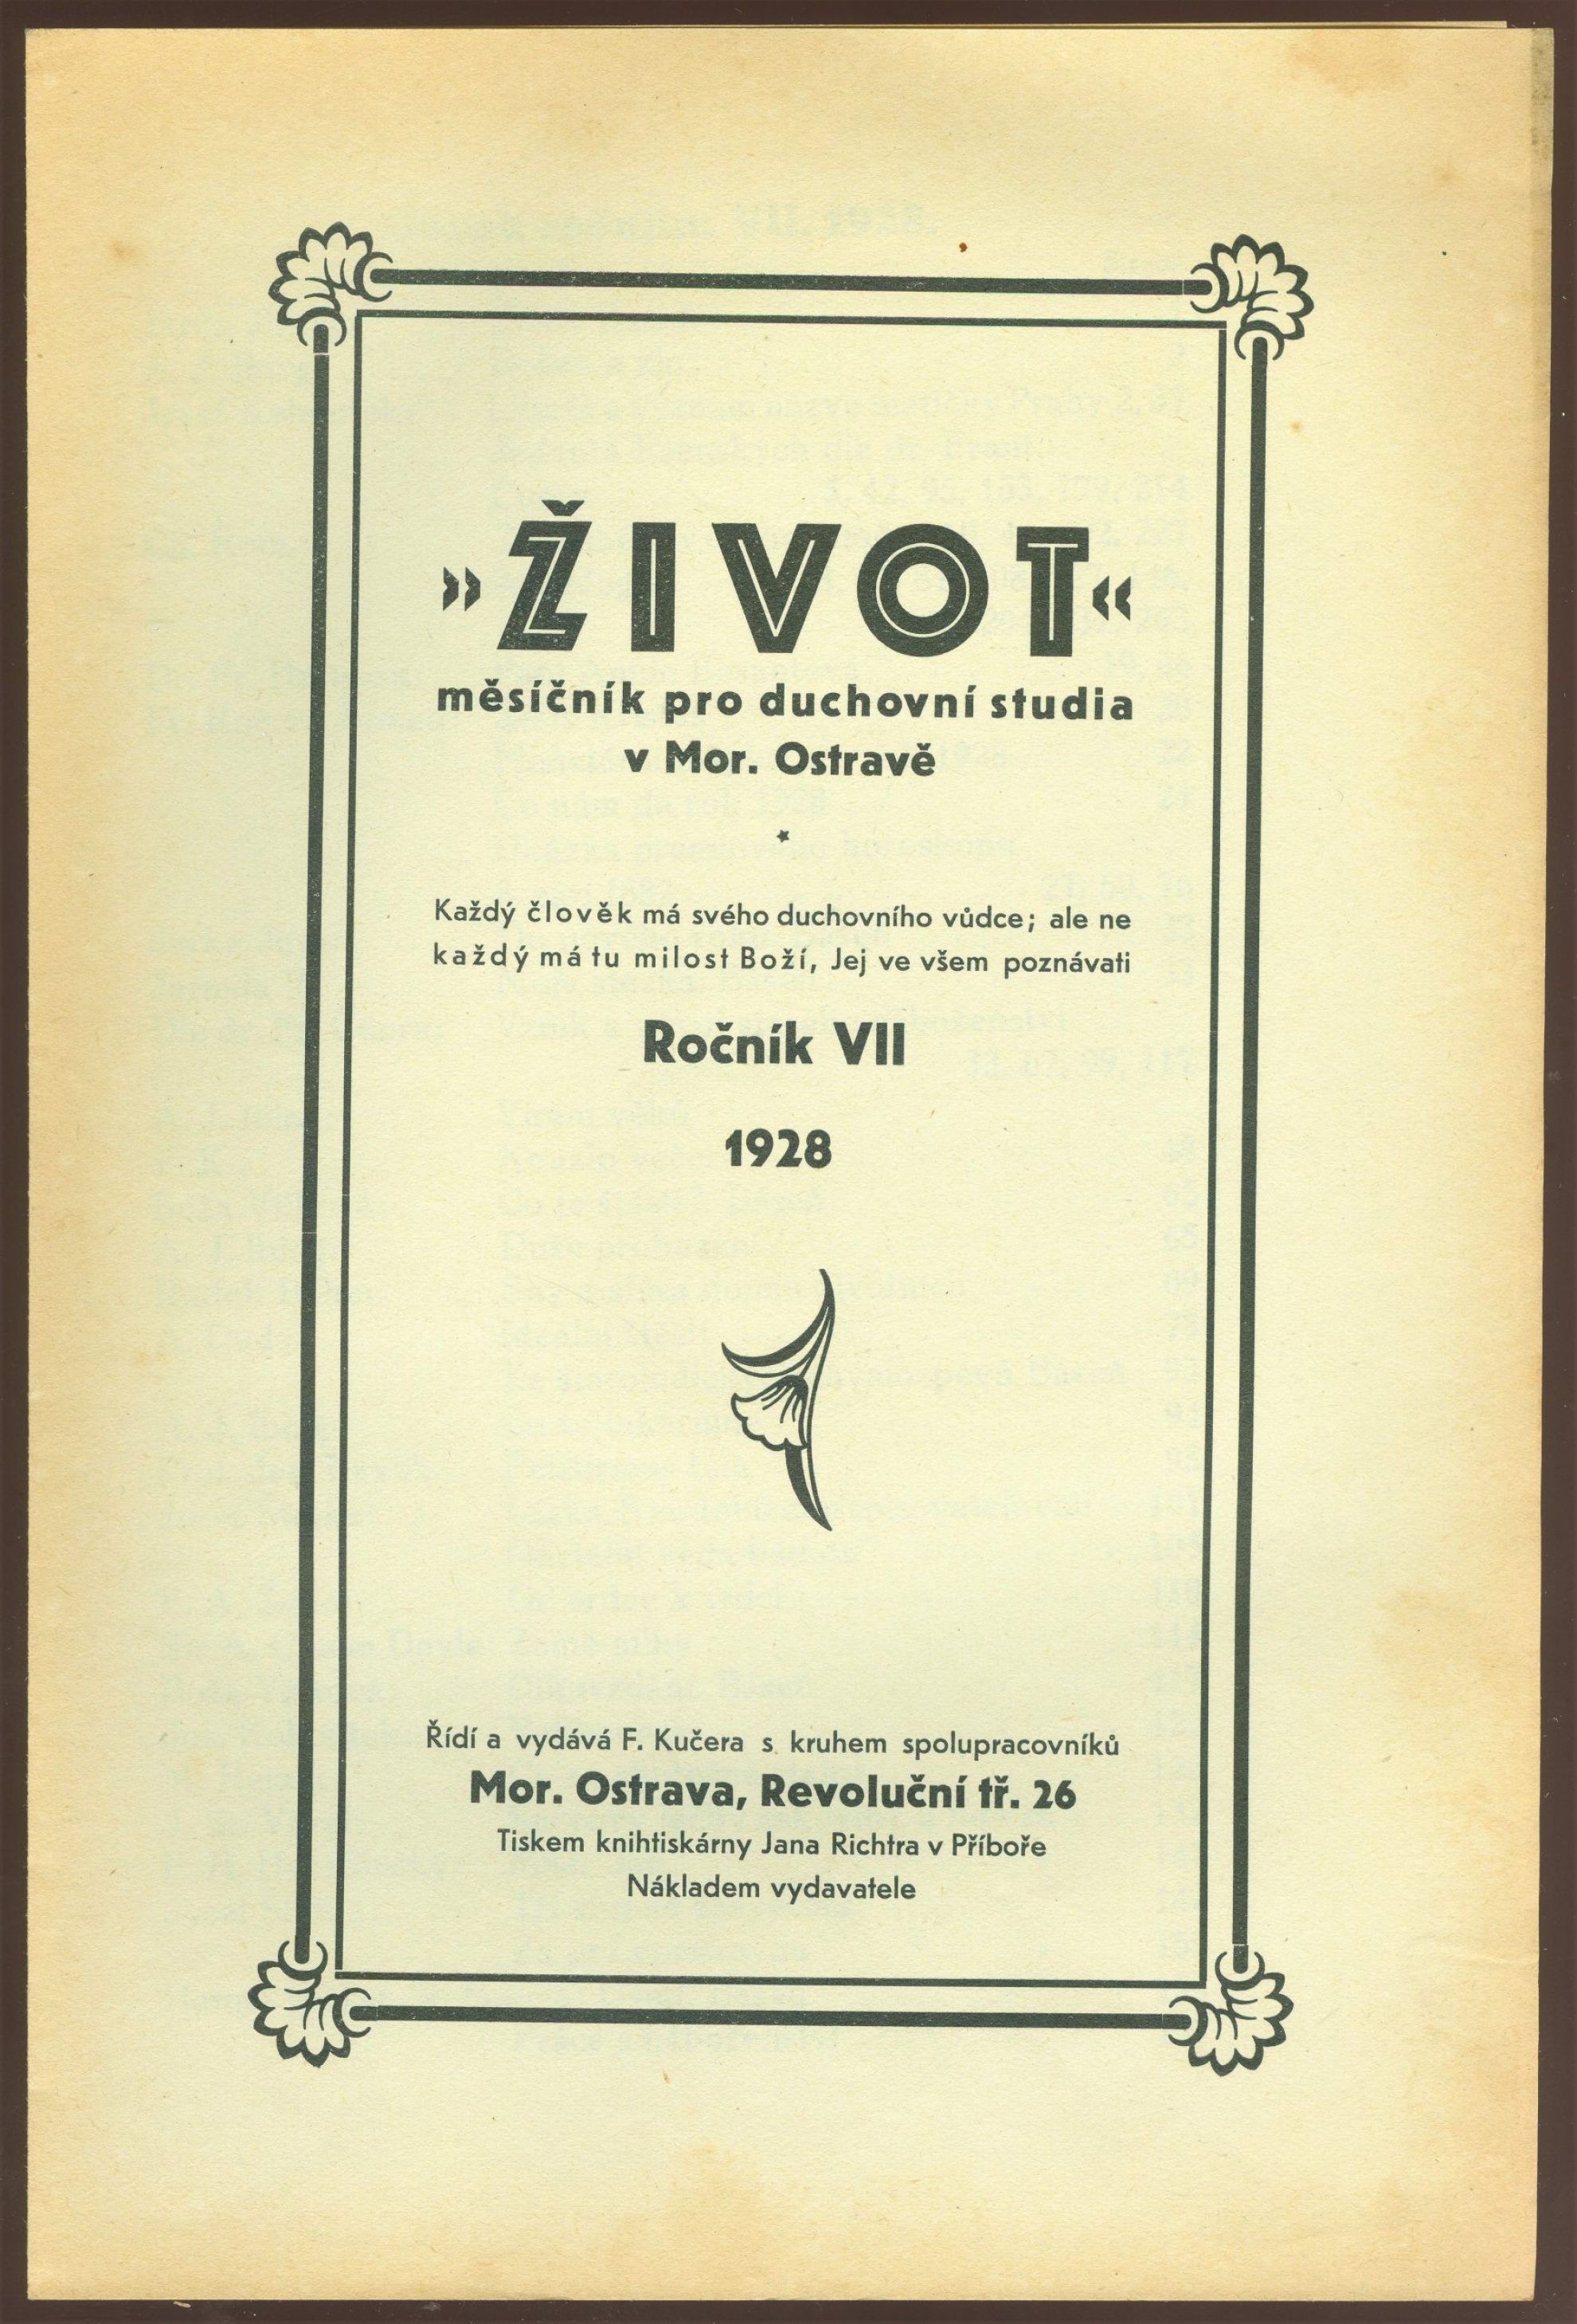 »ŽIVOT«
měsíčník pro duchovní studia
v Mor. Ostravě
*
Každý člověk má svého duchovního vůdce; ale ne
každý má tu milost Boží, Jej ve všem poznávati
Ročník VII
1928
Řídí a vydává F. Kučera s kruhem spolupracovníků
Mor. Ostrava, Revoluční tř. 26
Tiskem knihtiskárny Jana Richtra v Příboře
Nákladem vydavatele